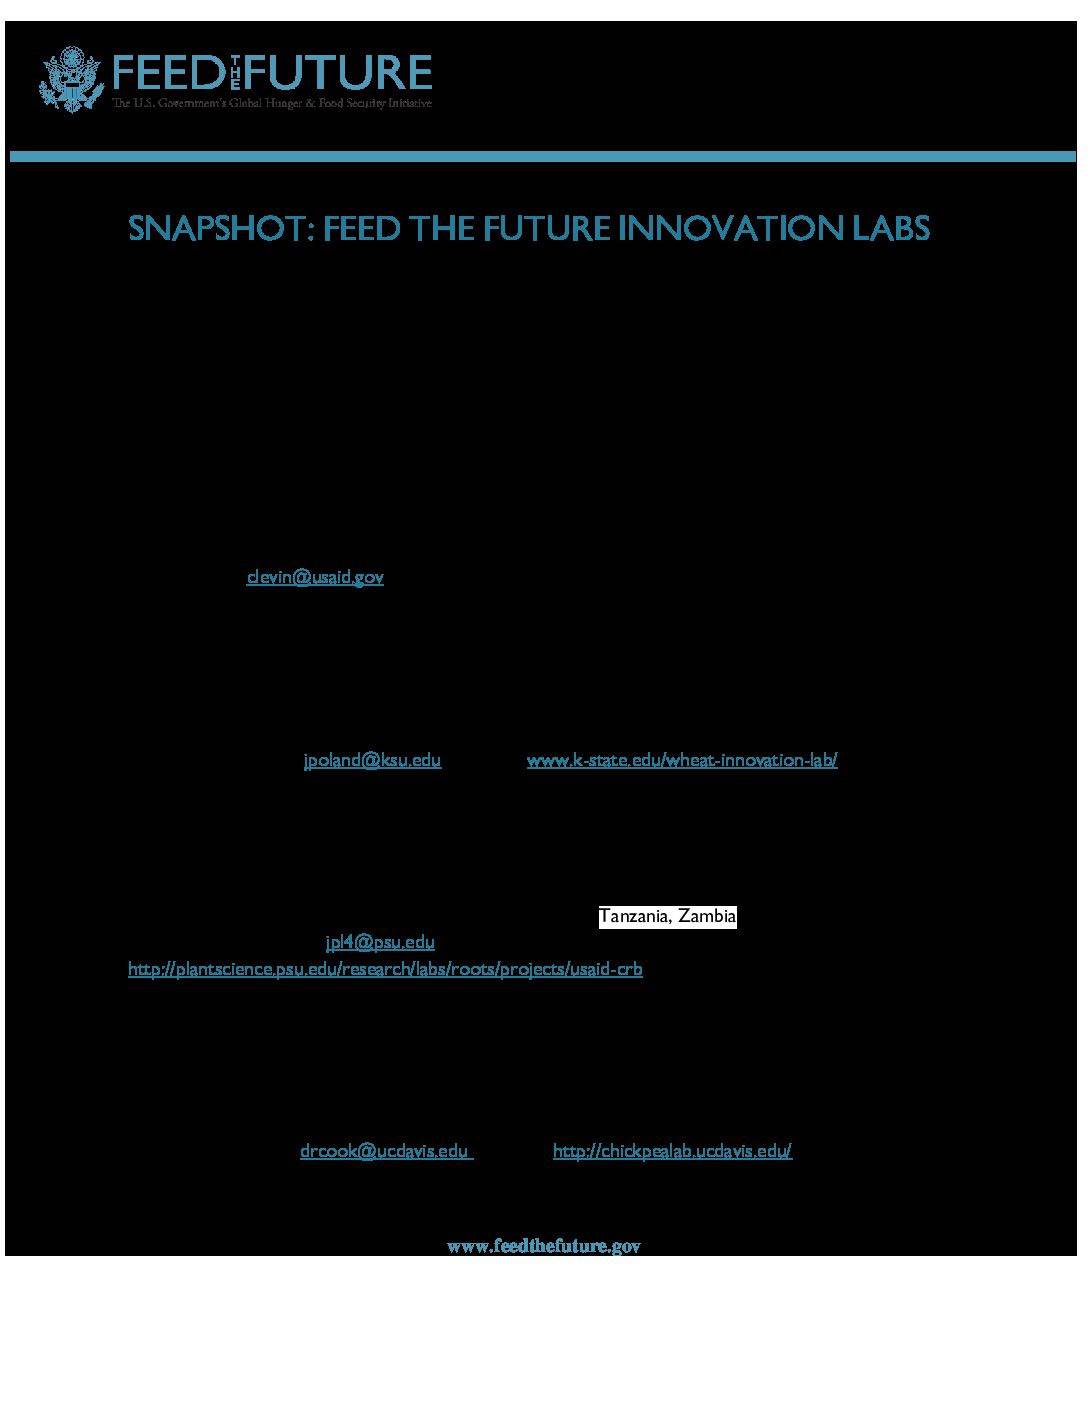 FEED THE FUTURE
The U.S. Government's Global Hunger & Food Security Initiative
SNAPSHOT: FEED THE FUTURE INNOVATION LABS
clevin@usaid.gov
jpoland@ksu.edu www.k-state.edu/wheat-innovation-lab/
Tanzania, Zambia
jpl4@psu.edu
http://plantscience.psu.edu/research/labs/roots/projects/usaid-crb
drcook@ucdavis.edu http://chickpealab.ucdavis.edu/
www.feedthefuture.gov